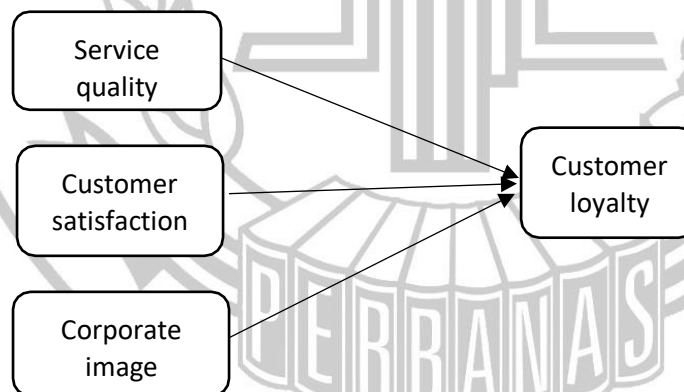 Service
quality
Customer
satisfaction
Customer
loyalty
Corporate
image
PERBANAS